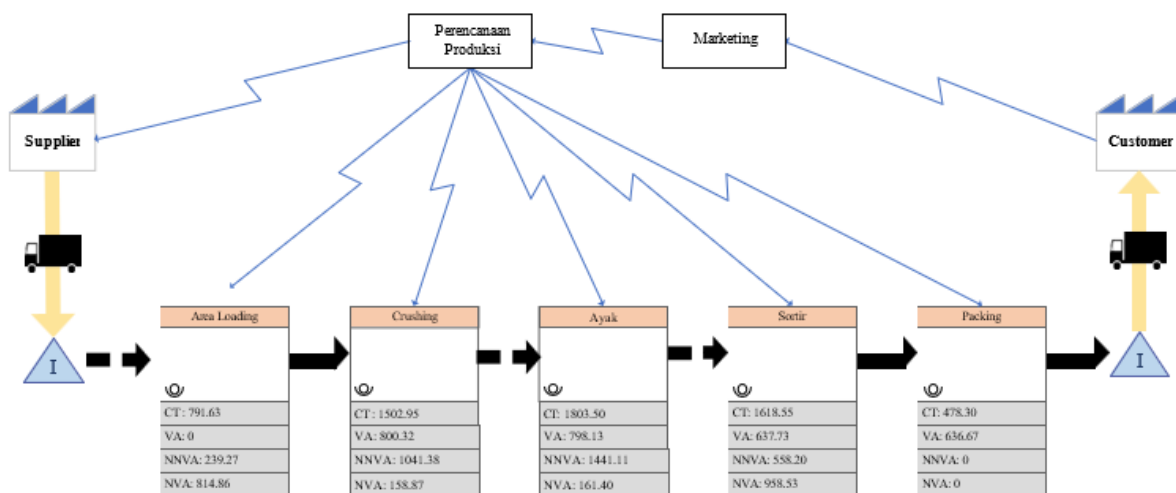 Perencanaan
Produksi
Marketing
Supplier
Customer
I
Area Loading
CT : 791.63
VA: 0
NNVA: 239.27
NVA: 814.86
Crushing
CT : 1502.95
VA: 800.32
NNVA: 1041.38
NVA: 158.87
Ayak
CT: 1803.50
VA: 798.13
NNVA: 1441.11
NVA: 161.40
Sortir
CT: 1618.55
VA: 637.73
NNVA: 558.20
NVA: 958.53
Packing
CT: 478.30
VA: 636.67
NNVA: 0
NVA: 0
I